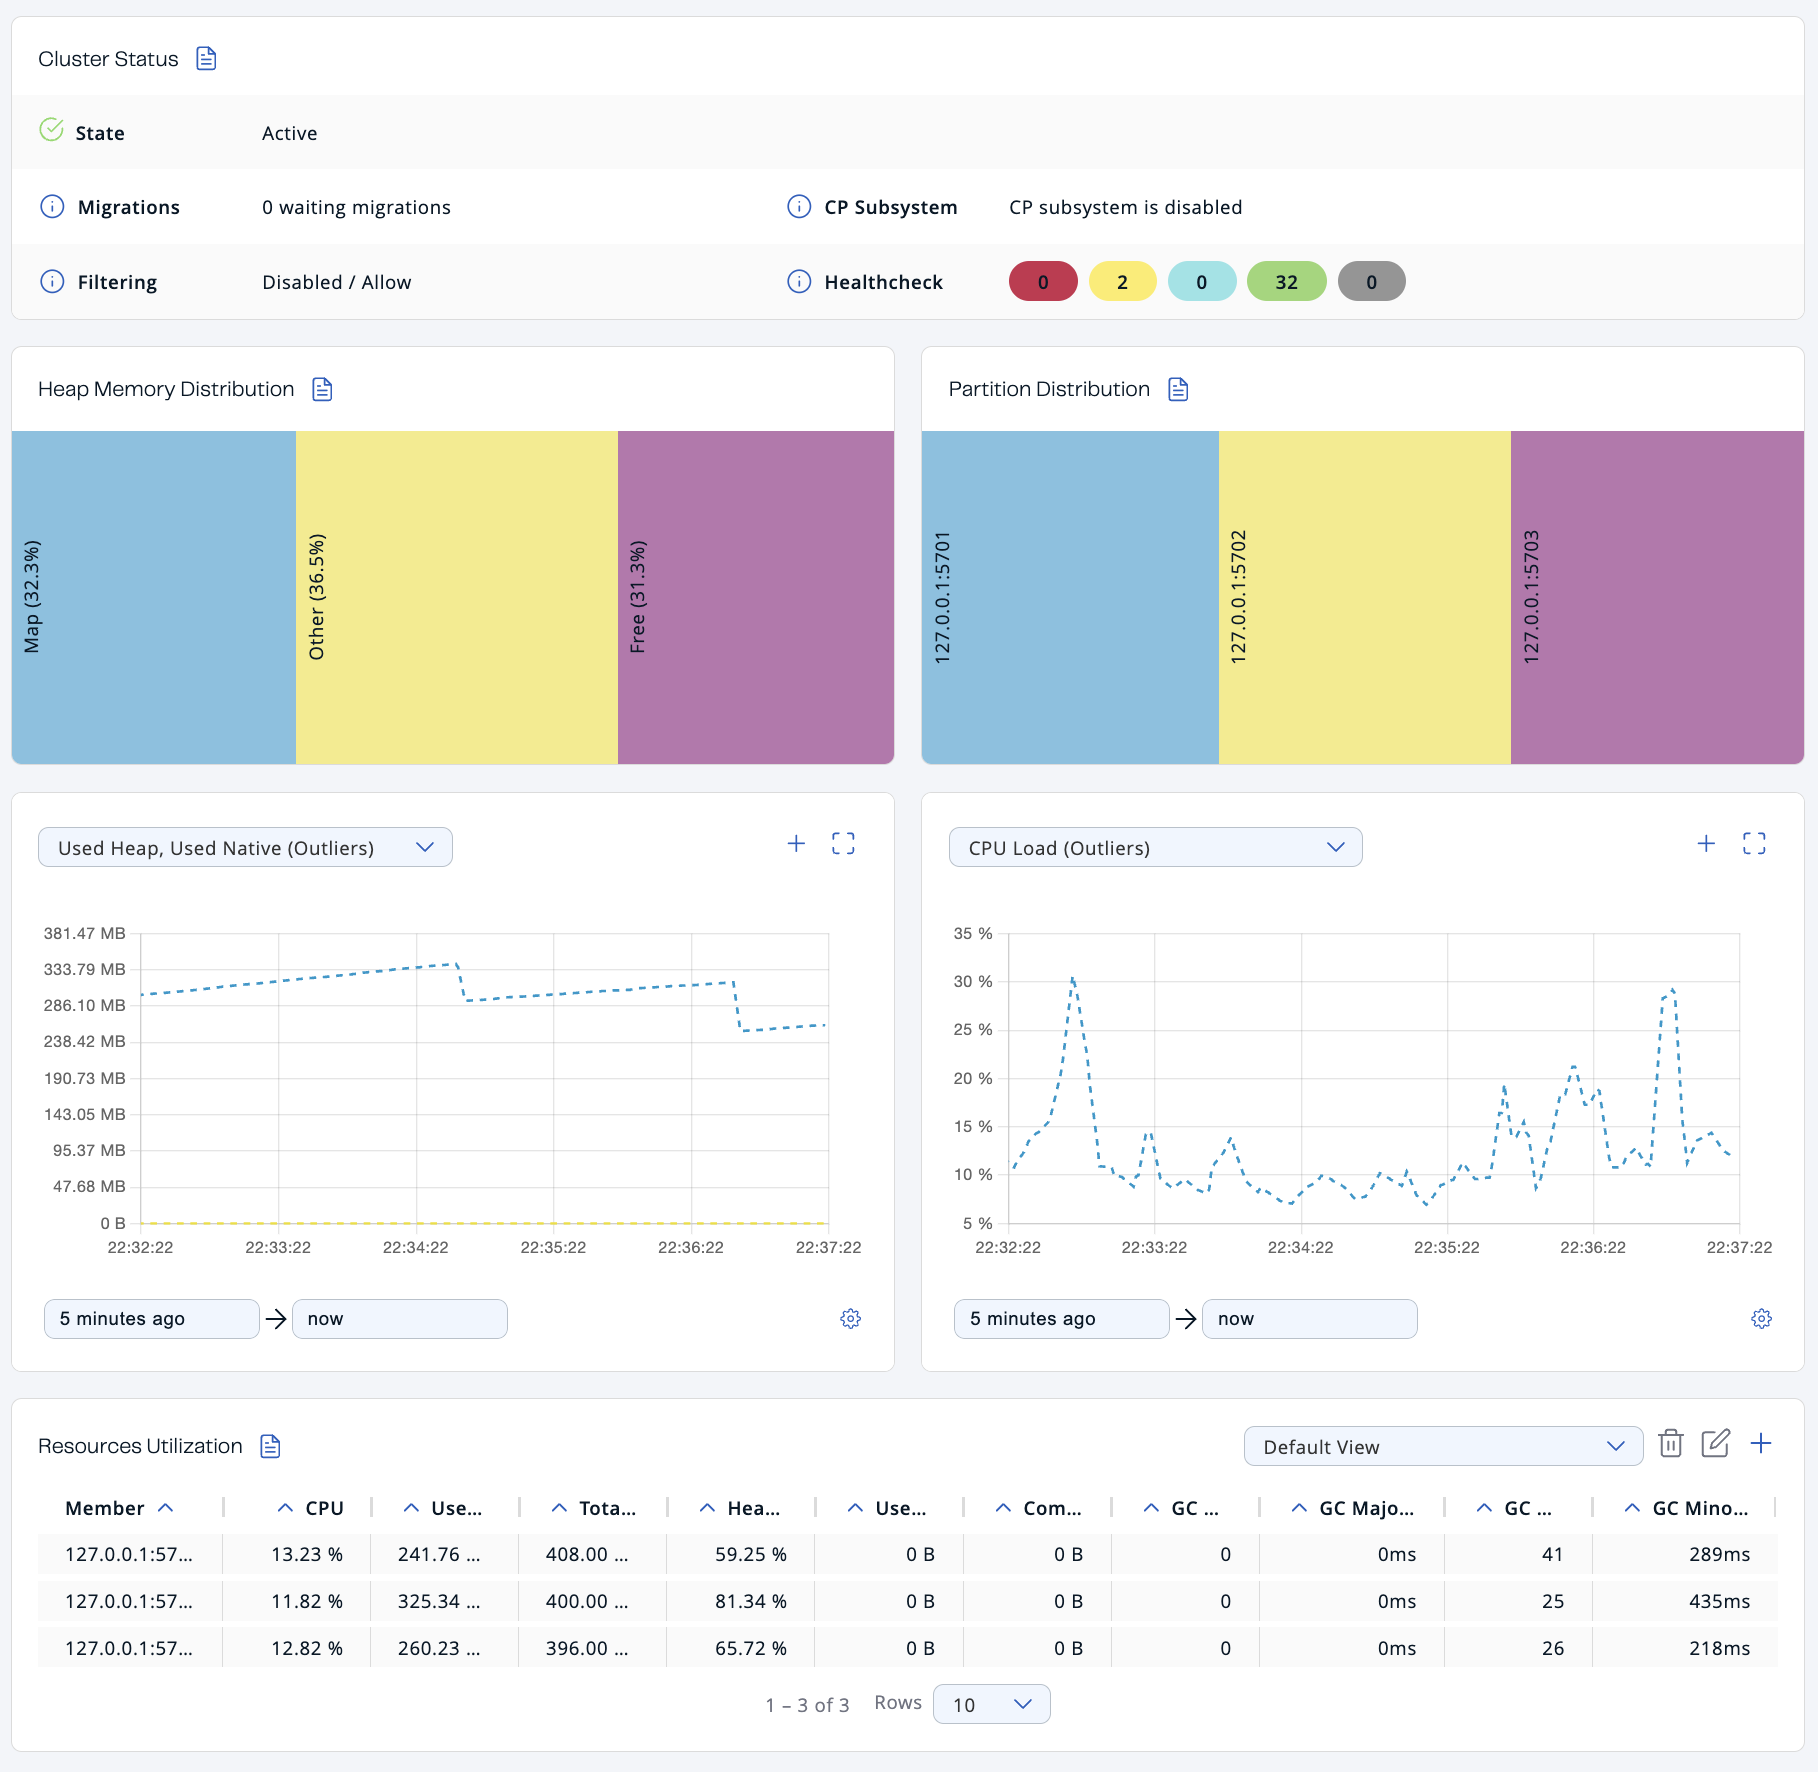 Cluster Status
State Active
Migrations 0 waiting migrations CP Subsystem CP subsystem is disabled
Filtering Disabled / Allow Healthcheck 0 2 0 32 0
Heap Memory Distribution
Map (32.3%)
Other (36.5%)
Free (31.3%)
Partition Distribution
127.0.0.1:5701
127.0.0.1:5702
127.0.0.1:5703
Used Heap, Used Native (Outliers)
381.47 MB
333.79 MB
286.10 MB
238.42 MB
190.73 MB
143.05 MB
95.37 MB
47.68 MB
0 B
22:32:22 22:33:22 22:34:22 22:35:22 22:36:22 22:37:22
5 minutes ago now
CPU Load (Outliers)
35 %
30 %
25 %
20 %
15 %
10 %
5 %
22:32:22 22:33:22 22:34:22 22:35:22 22:36:22 22:37:22
5 minutes ago now
Resources Utilization Default View
Member CPU Use... Tota... Hea... Use... Com... GC ... GC Majo... GC ... GC Mino...
127.0.0.1:57... 13.23 % 241.76 ... 408.00 ... 59.25 % 0 B 0 B 0 0ms 41 289ms
127.0.0.1:57... 11.82 % 325.34 ... 400.00 ... 81.34 % 0 B 0 B 0 0ms 25 435ms
127.0.0.1:57... 12.82 % 260.23 ... 396.00 ... 65.72 % 0 B 0 B 0 0ms 26 218ms
1 – 3 of 3 Rows 10